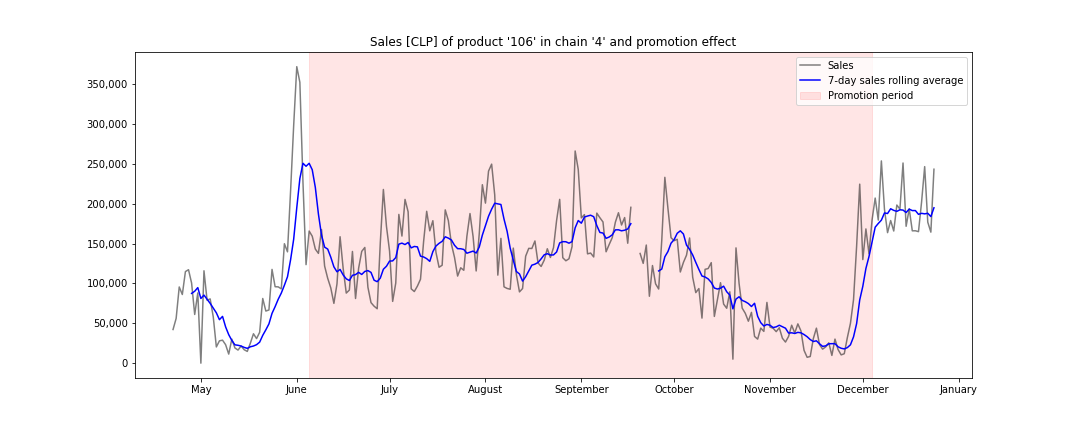 Sales [CLP] of product '106' in chain '4' and promotion effect
Sales
7-day sales rolling average
Promotion period
350,000
300,000
250,000
200,000
150,000
100,000
50,000
0
May June July August September October November December January